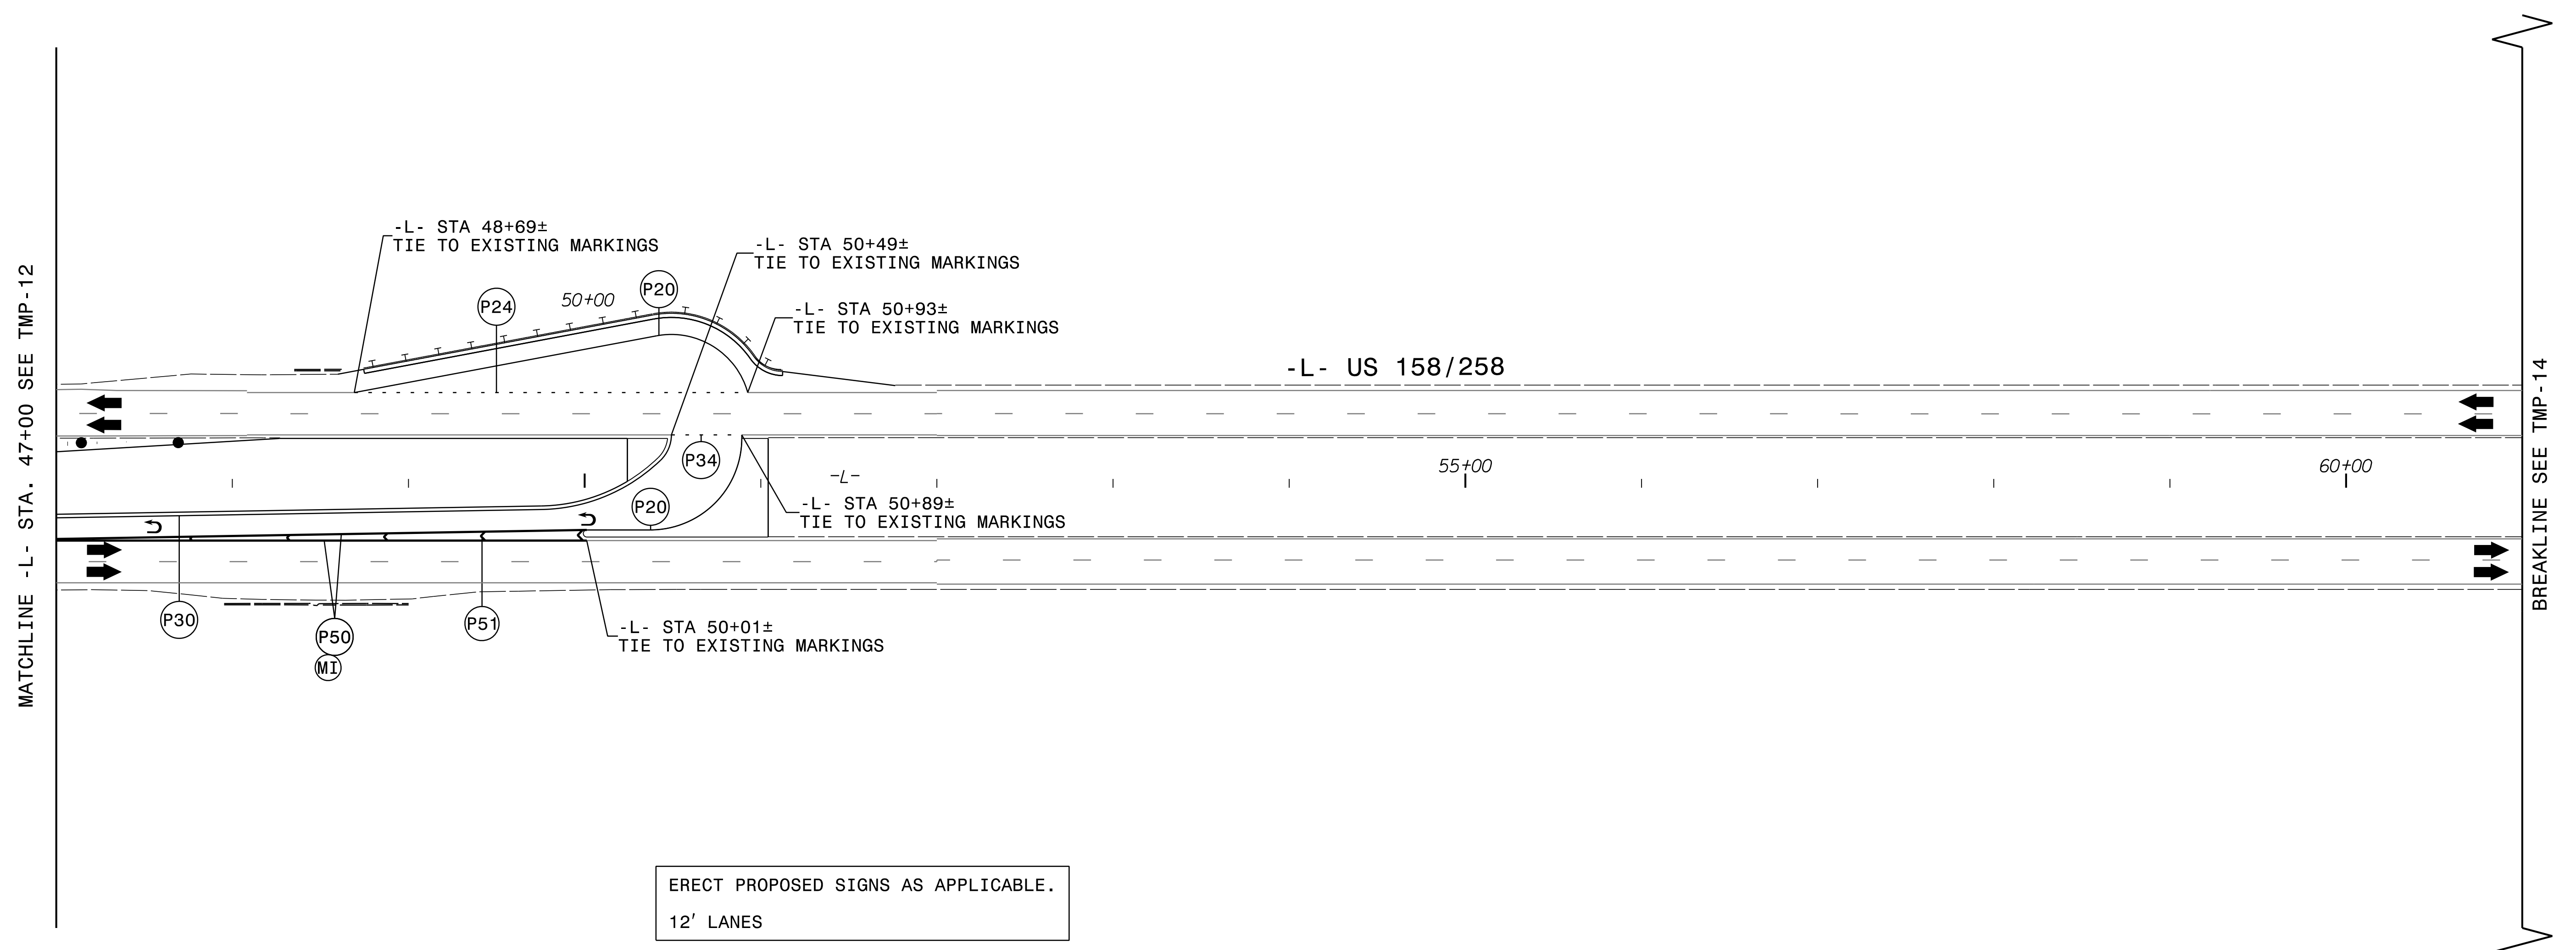 MATCHLINE -L- STA. 47+00 SEE TMP-12
-L- STA 48+69±
TIE TO EXISTING MARKINGS
-L- STA 50+49±
TIE TO EXISTING MARKINGS
-L- STA 50+93±
TIE TO EXISTING MARKINGS
P24
50+00
P20
-L- US 158/258
P34
-L-
55+00
60+00
P20
-L- STA 50+89±
TIE TO EXISTING MARKINGS
P30
P50
MI
P51
-L- STA 50+01±
TIE TO EXISTING MARKINGS
BREAKLINE SEE TMP-14
ERECT PROPOSED SIGNS AS APPLICABLE.
12' LANES